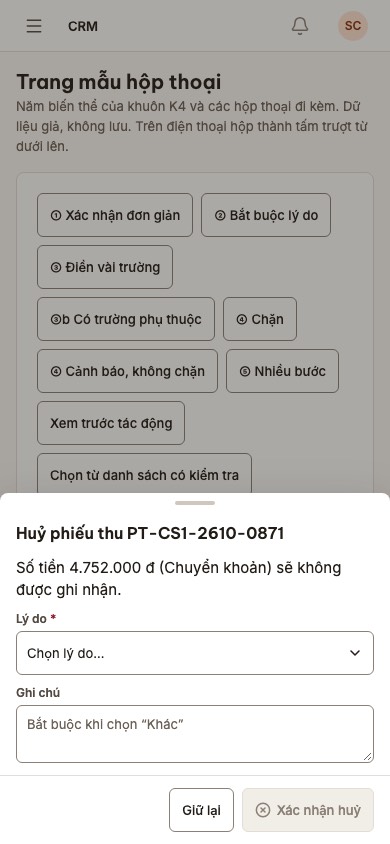 CRM
SC
Trang mẫu hộp thoại
Năm biến thể của khuôn K4 và các hộp thoại đi kèm. Dữ
liệu giả, không lưu. Trên điện thoại hộp thành tấm trượt từ
dưới lên.
① Xác nhận đơn giản
② Bắt buộc lý do
③ Điền vài trường
③b Có trường phụ thuộc
④ Chặn
④ Cảnh báo, không chặn
⑤ Nhiều bước
Xem trước tác động
Chọn từ danh sách có kiểm tra
Huỷ phiếu thu PT-CS1-2610-0871
Số tiền 4.752.000 đ (Chuyển khoản) sẽ không
được ghi nhận.
Lý do *
Chọn lý do...
Ghi chú
Bắt buộc khi chọn “Khác”
Giữ lại
Xác nhận huỷ